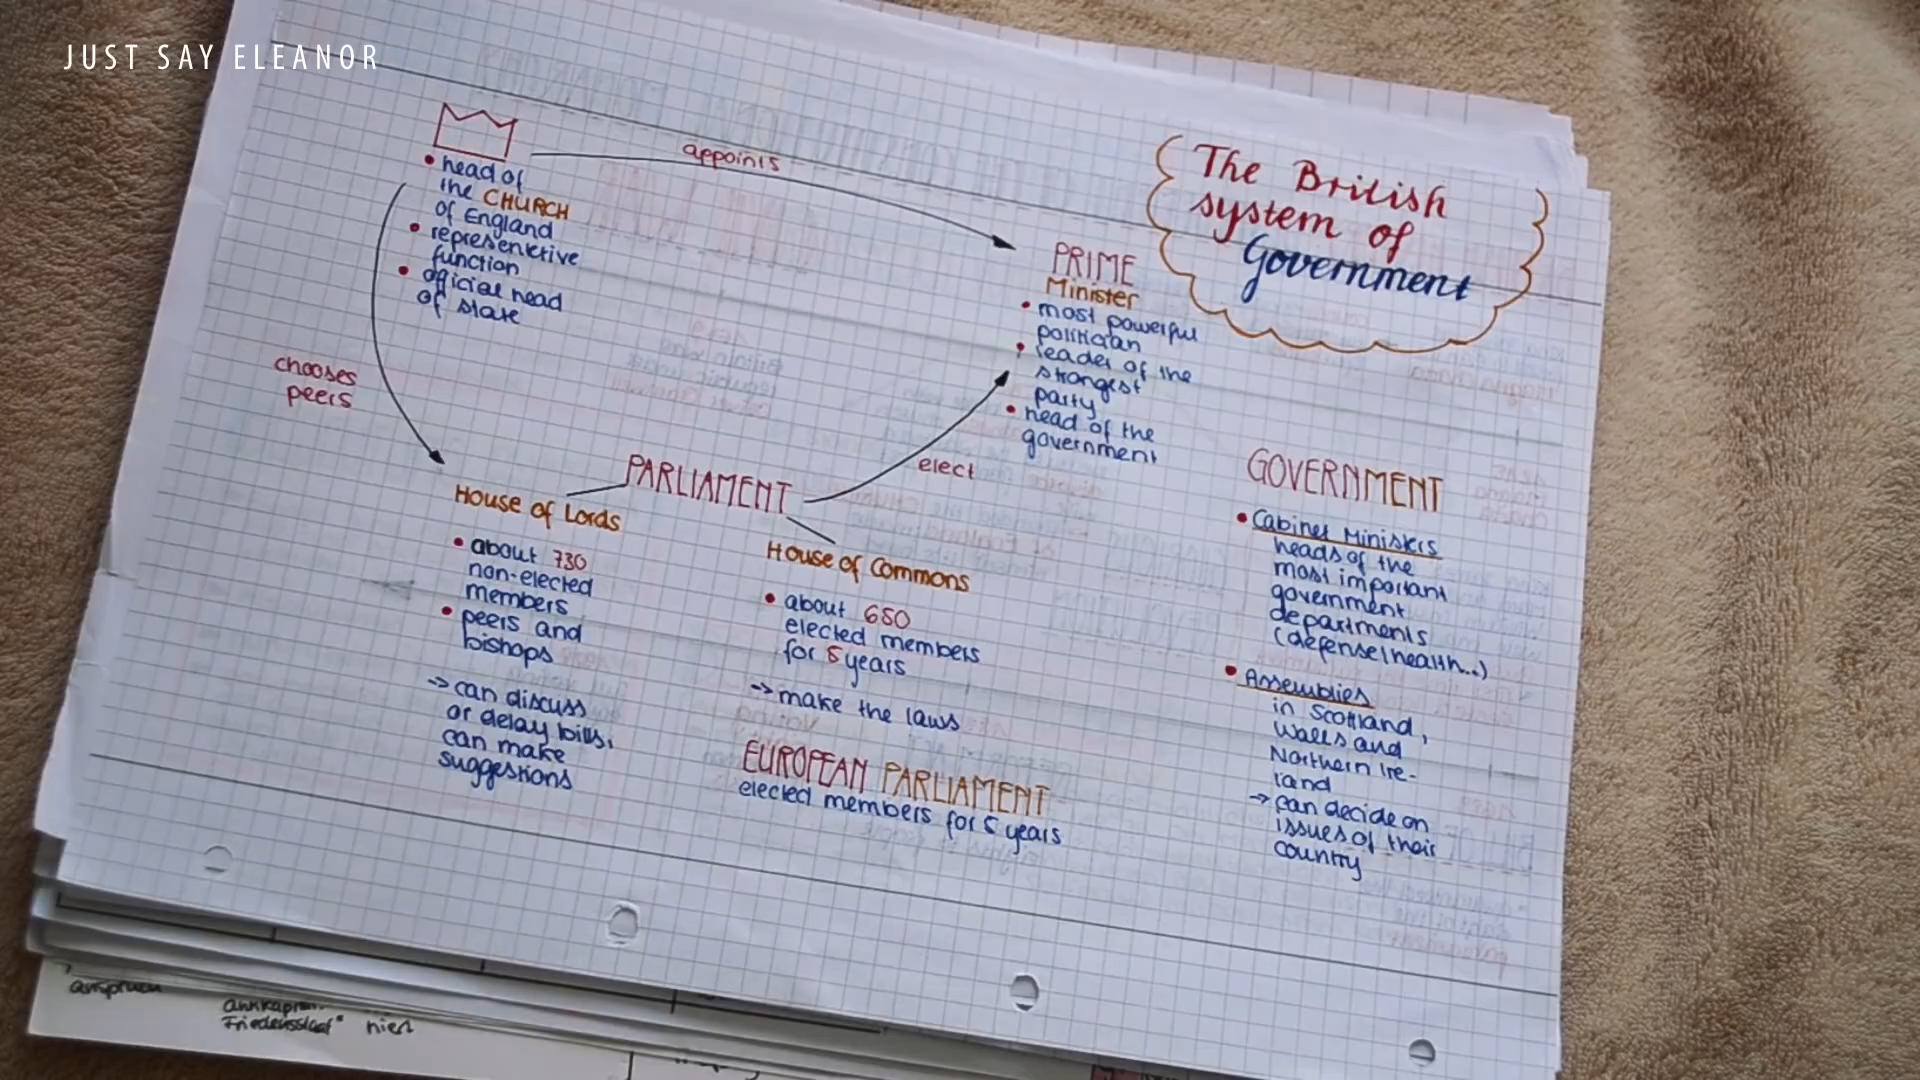 JUST SAY ELEANOR
appoints
The British
system of
Government
• head of
the CHURCH
of England
• representive
function
• official head
of state
chooses
peers
PRIME
Minister
• most powerful
politician
• leader of the
strongest
party
• head of the
government
elect
PARLIAMENT
House of Lords
• about 730
non-elected
members
• peers and
bishops
-> can discuss
or delay bills,
can make
suggestions
House of Commons
• about 650
elected members
for 5 years
-> make the laws
EUROPEAN PARLIAMENT
elected members for 5 years
GOVERNMENT
• Cabinet Ministers
heads of the
most important
government
departments
(defense/health...)
• Assemblies
in Scotland,
Wales and
Northern Ire-
land
-> can decide on
issues of their
country
Friedensstaat" hier